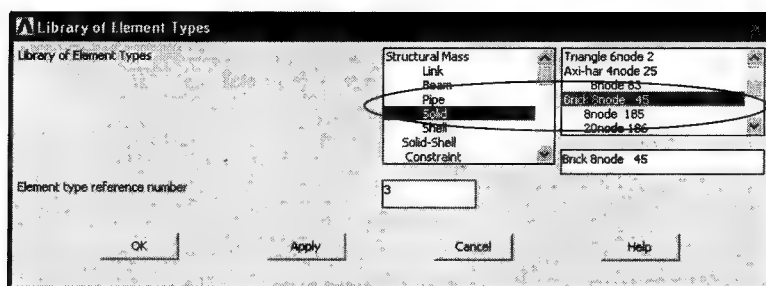 Library of Element Types
Library of Element Types
Structural Mass
Link
Beam
Pipe
Solid
Shell
Solid-Shell
Constraint
Triangle 6node 2
Axi-har 4node 25
8node 83
Brick 8node 45
8node 185
20node 186
Brick 8node 45
Element type reference number
3
OK
Apply
Cancel
Help